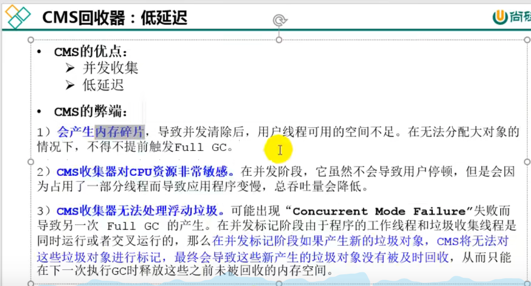 CMS回收器：低延迟
尚
CMS的优点：
并发收集
低延迟
CMS的弊端：
1）会产生内存碎片，导致并发清除后，用户线程可用的空间不足。在无法分配大对象的
情况下，不得不提前触发Full GC。
2）CMS收集器对CPU资源非常敏感。在并发阶段，它虽然不会导致用户停顿，但是会因
为占用了一部分线程而导致应用程序变慢，总吞吐量会降低。
3）CMS收集器无法处理浮动垃圾。可能出现“Concurrent Mode Failure”失败而
导致另一次 Full GC 的产生。在并发标记阶段由于程序的工作线程和垃圾收集线程是
同时运行或者交叉运行的，那么在并发标记阶段如果产生新的垃圾对象，CMS将无法对
这些垃圾对象进行标记，最终会导致这些新产生的垃圾对象没有被及时回收，从而只能
在下一次执行GC时释放这些之前未被回收的内存空间。